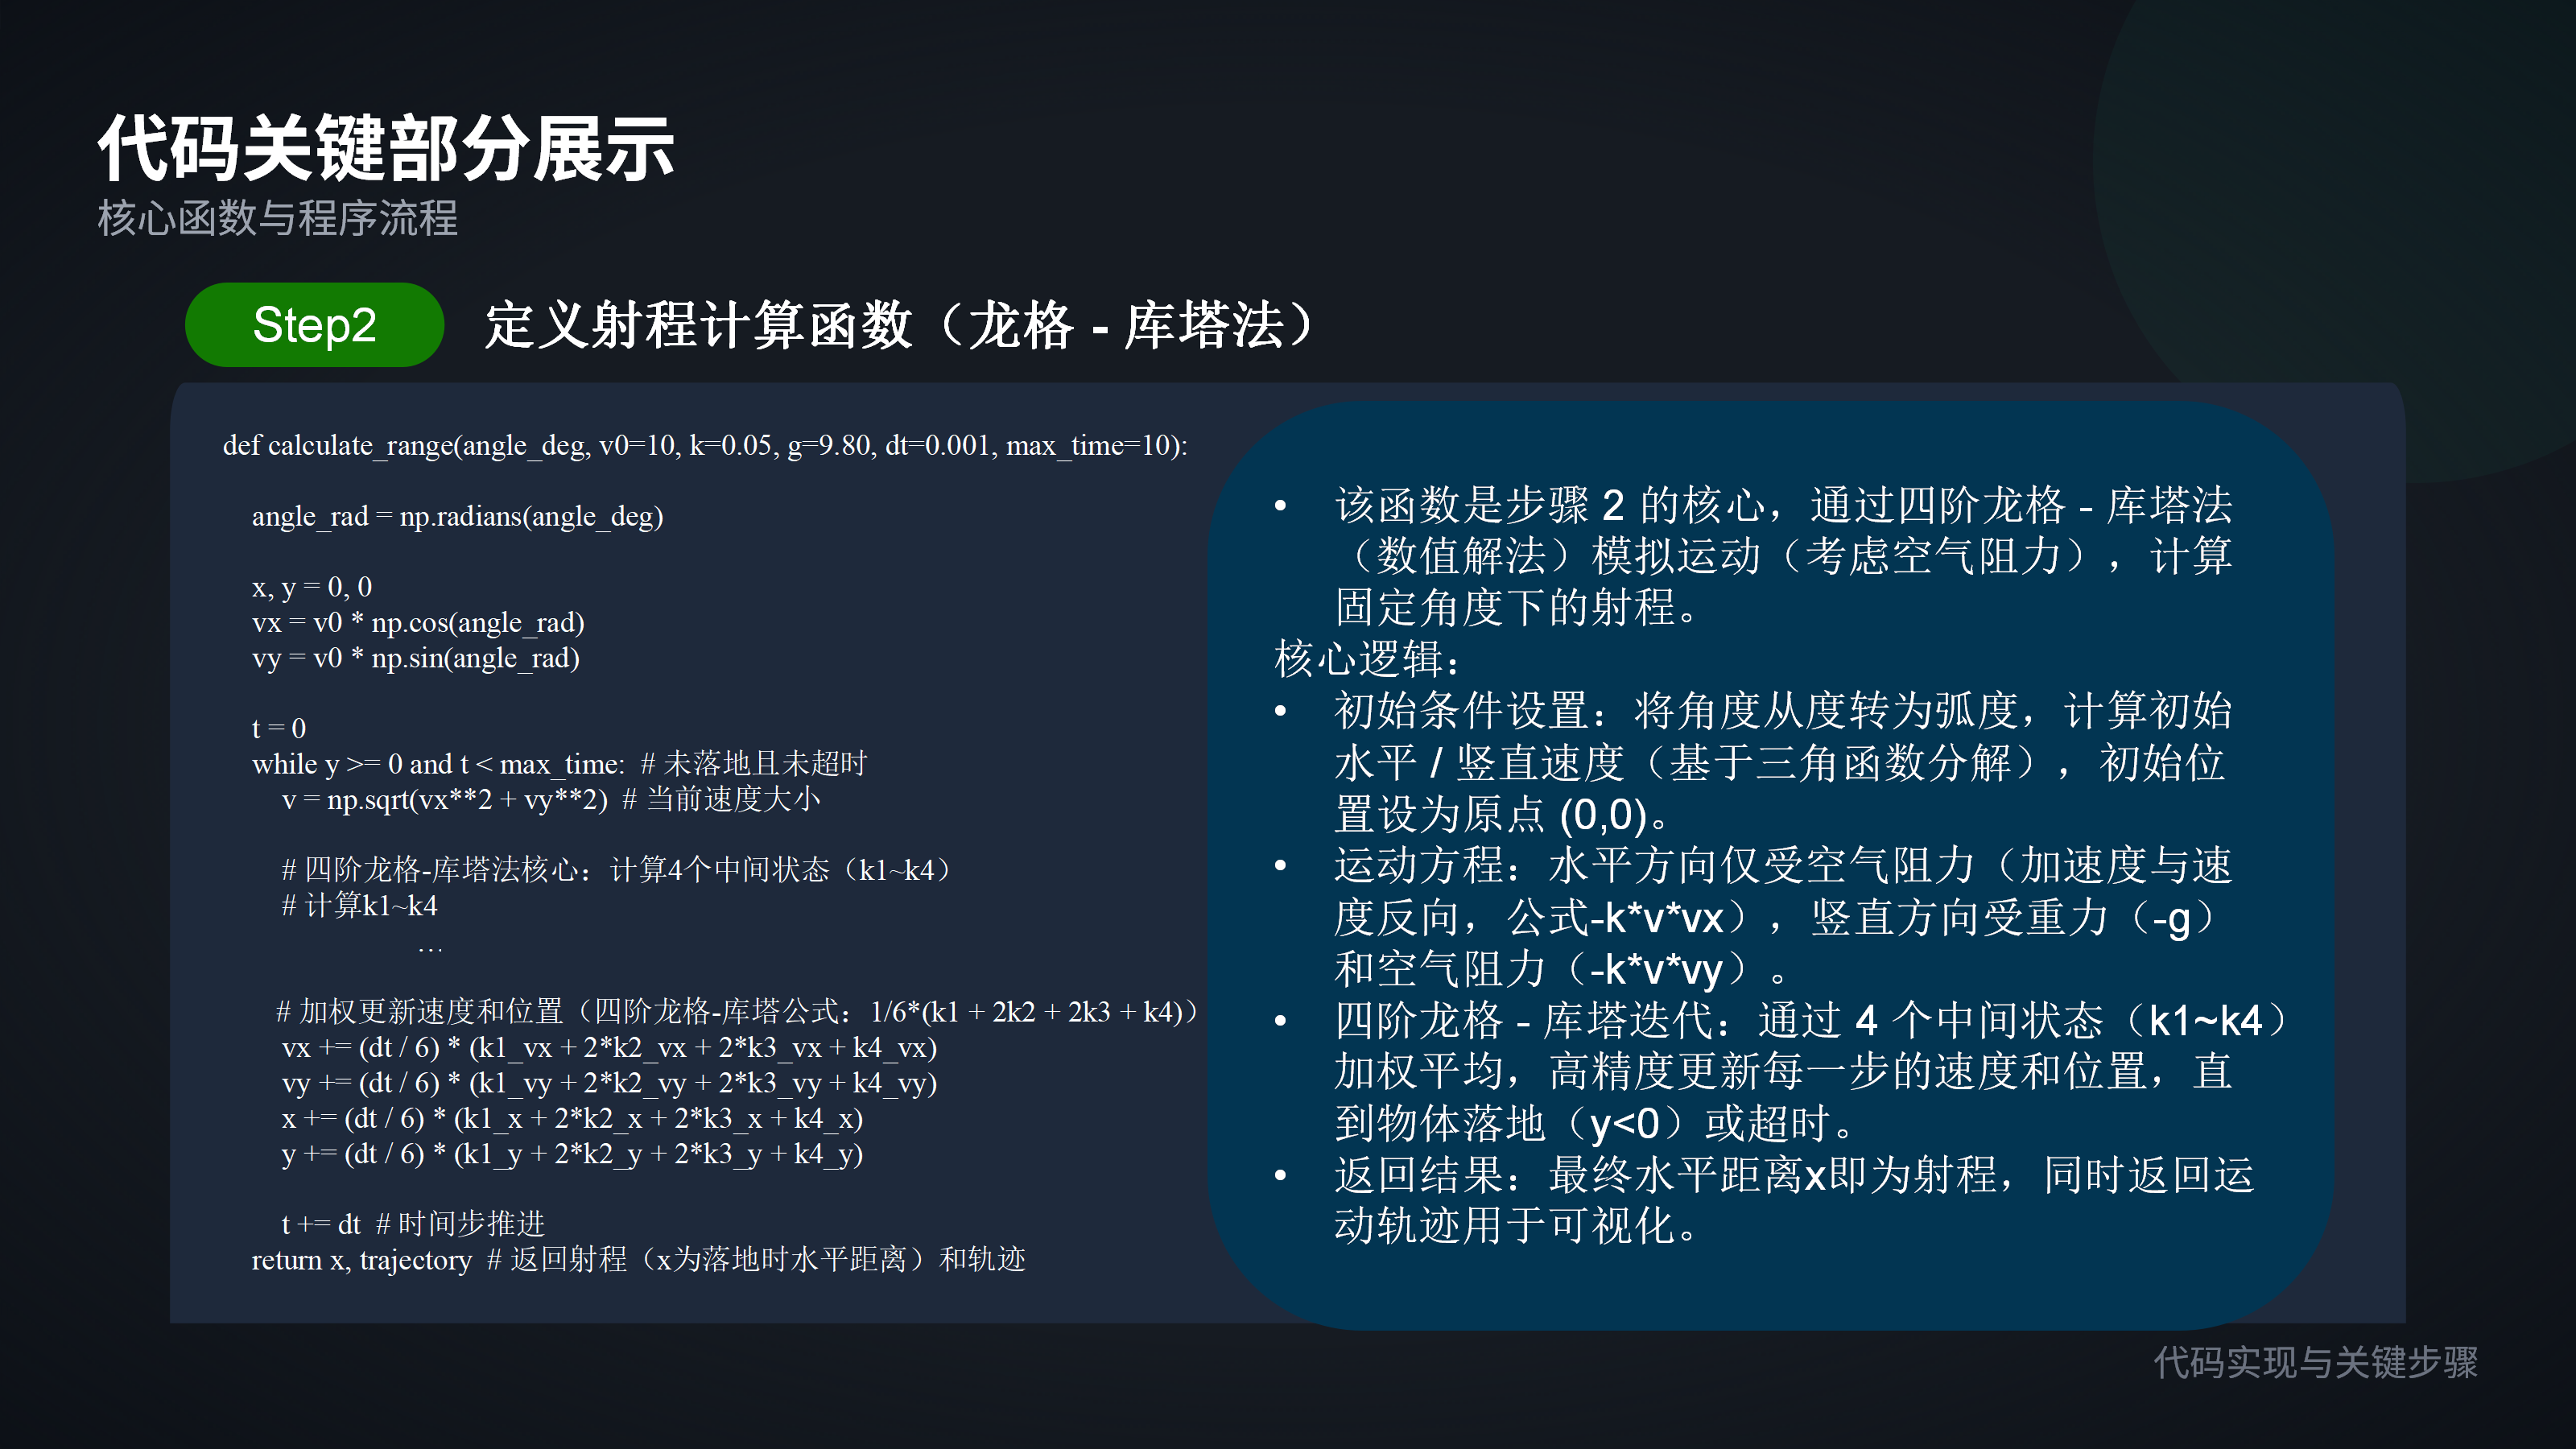 代码关键部分展示
核心函数与程序流程
Step2
定义射程计算函数（龙格 - 库塔法）
def calculate_range(angle_deg, v0=10, k=0.05, g=9.80, dt=0.001, max_time=10):
angle_rad = np.radians(angle_deg)
x, y = 0, 0
vx = v0 * np.cos(angle_rad)
vy = v0 * np.sin(angle_rad)
t = 0
while y >= 0 and t < max_time:  # 未落地且未超时
v = np.sqrt(vx**2 + vy**2)  # 当前速度大小
# 四阶龙格-库塔法核心：计算4个中间状态（k1~k4）
# 计算k1~k4
…
# 加权更新速度和位置（四阶龙格-库塔公式：1/6*(k1 + 2k2 + 2k3 + k4)）
vx += (dt / 6) * (k1_vx + 2*k2_vx + 2*k3_vx + k4_vx)
vy += (dt / 6) * (k1_vy + 2*k2_vy + 2*k3_vy + k4_vy)
x += (dt / 6) * (k1_x + 2*k2_x + 2*k3_x + k4_x)
y += (dt / 6) * (k1_y + 2*k2_y + 2*k3_y + k4_y)
t += dt  # 时间步推进
return x, trajectory  # 返回射程（x为落地时水平距离）和轨迹
• 该函数是步骤 2 的核心，通过四阶龙格 - 库塔法
（数值解法）模拟运动（考虑空气阻力），计算
固定角度下的射程。
核心逻辑：
• 初始条件设置：将角度从度转为弧度，计算初始
水平 / 竖直速度（基于三角函数分解），初始位
置设为原点 (0,0)。
• 运动方程：水平方向仅受空气阻力（加速度与速
度反向，公式-k*v*vx），竖直方向受重力（-g）
和空气阻力（-k*v*vy）。
• 四阶龙格 - 库塔迭代：通过 4 个中间状态（k1~k4）
加权平均，高精度更新每一步的速度和位置，直
到物体落地（y<0）或超时。
• 返回结果：最终水平距离x即为射程，同时返回运
动轨迹用于可视化。
代码实现与关键步骤